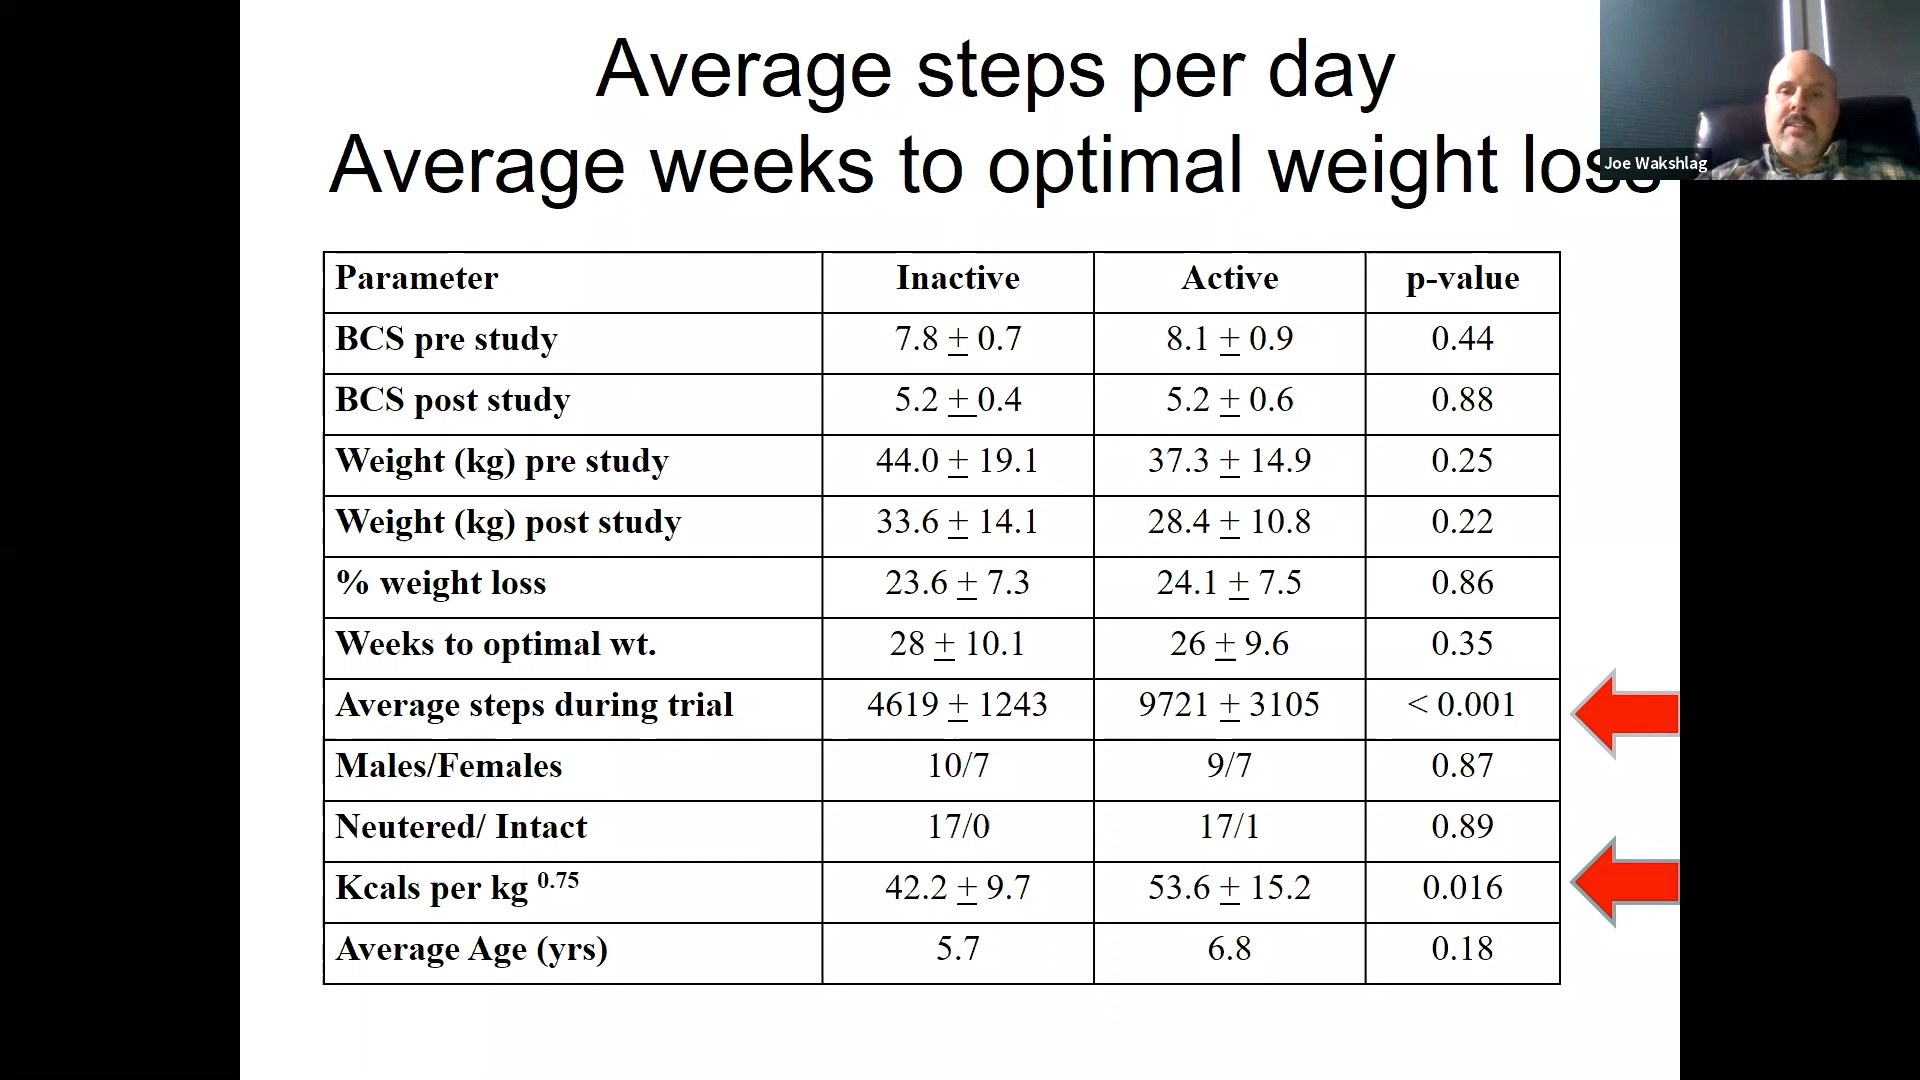 Average steps per day
Average weeks to optimal weight loss
Joe Wakshlag
Parameter Inactive Active p-value
BCS pre study 7.8 ± 0.7 8.1 ± 0.9 0.44
BCS post study 5.2 ± 0.4 5.2 ± 0.6 0.88
Weight (kg) pre study 44.0 ± 19.1 37.3 ± 14.9 0.25
Weight (kg) post study 33.6 ± 14.1 28.4 ± 10.8 0.22
% weight loss 23.6 ± 7.3 24.1 ± 7.5 0.86
Weeks to optimal wt. 28 ± 10.1 26 ± 9.6 0.35
Average steps during trial 4619 ± 1243 9721 ± 3105 < 0.001
Males/Females 10/7 9/7 0.87
Neutered/ Intact 17/0 17/1 0.89
Kcals per kg 0.75 42.2 ± 9.7 53.6 ± 15.2 0.016
Average Age (yrs) 5.7 6.8 0.18